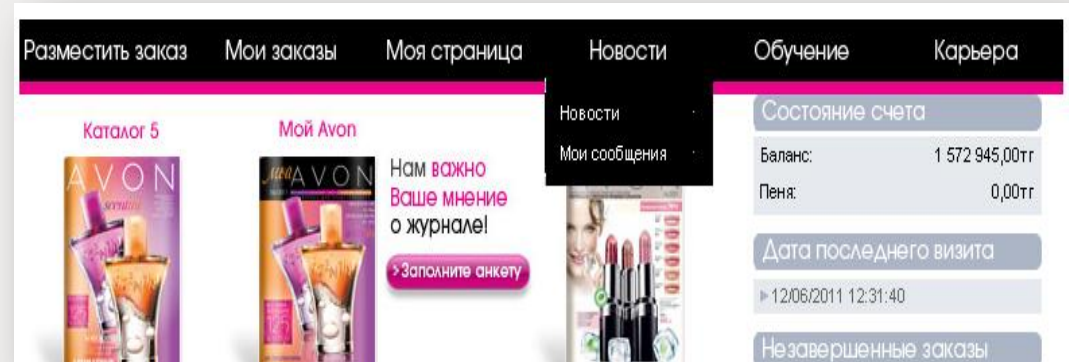 Разместить заказ Мои заказы Моя страница Новости Обучение Карьера
Новости
Мои сообщения
Каталог 5
Мой Avon
AVON
AVON
Нам важно
Ваше мнение
о журнале!
>Заполните анкету
Состояние счета
Баланс: 1 572 945,00тг
Пеня: 0,00тг
Дата последнего визита
12/06/2011 12:31:40
Незавершенные заказы